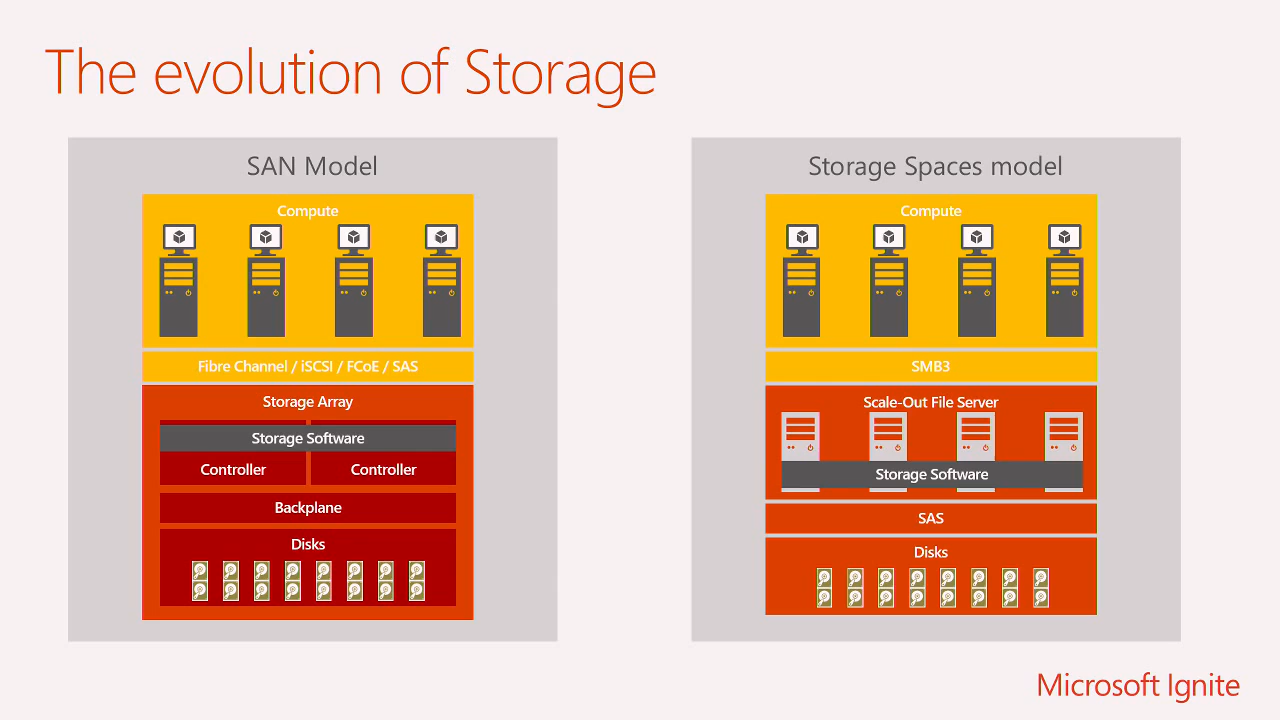 The evolution of Storage
SAN Model
Compute
Fibre Channel / iSCSI / FCoE / SAS
Storage Array
Storage Software
Controller
Controller
Backplane
Disks
Storage Spaces model
Compute
SMB3
Scale-Out File Server
Storage Software
SAS
Disks
Microsoft Ignite